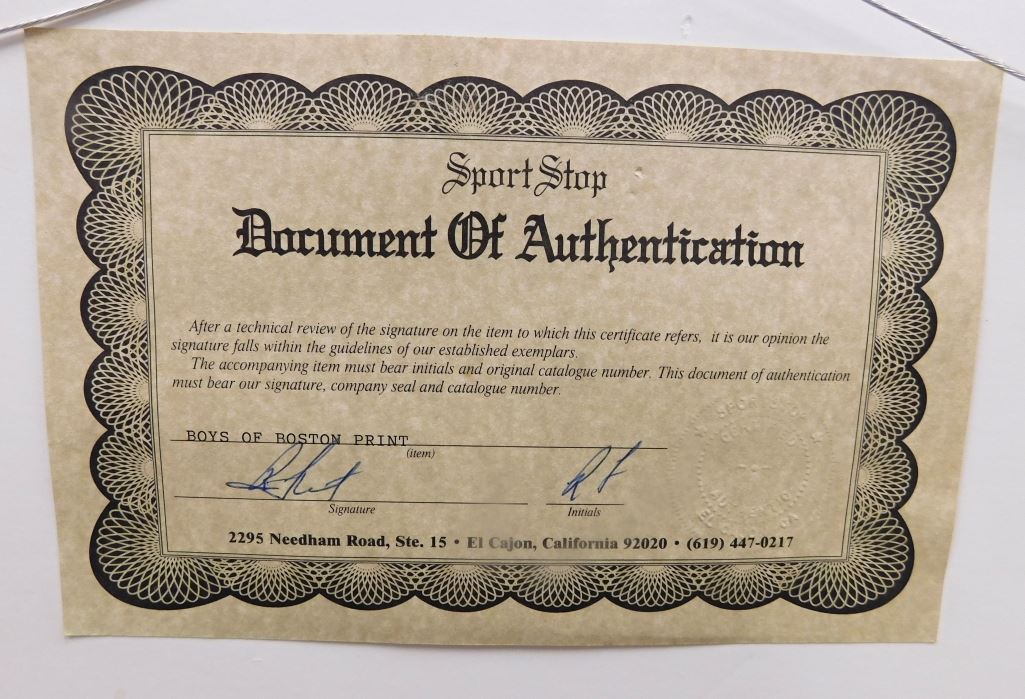 Sport Stop
Document Of Authentication
After a technical review of the signature on the item to which this certificate refers, it is our opinion the
signature falls within the guidelines of our established exemplars.
The accompanying item must bear initials and original catalogue number. This document of authentication
must bear our signature, company seal and catalogue number.
BOYS OF BOSTON PRINT
(item)
Signature
Initials
2295 Needham Road, Ste. 15 • El Cajon, California 92020 • (619) 447-0217